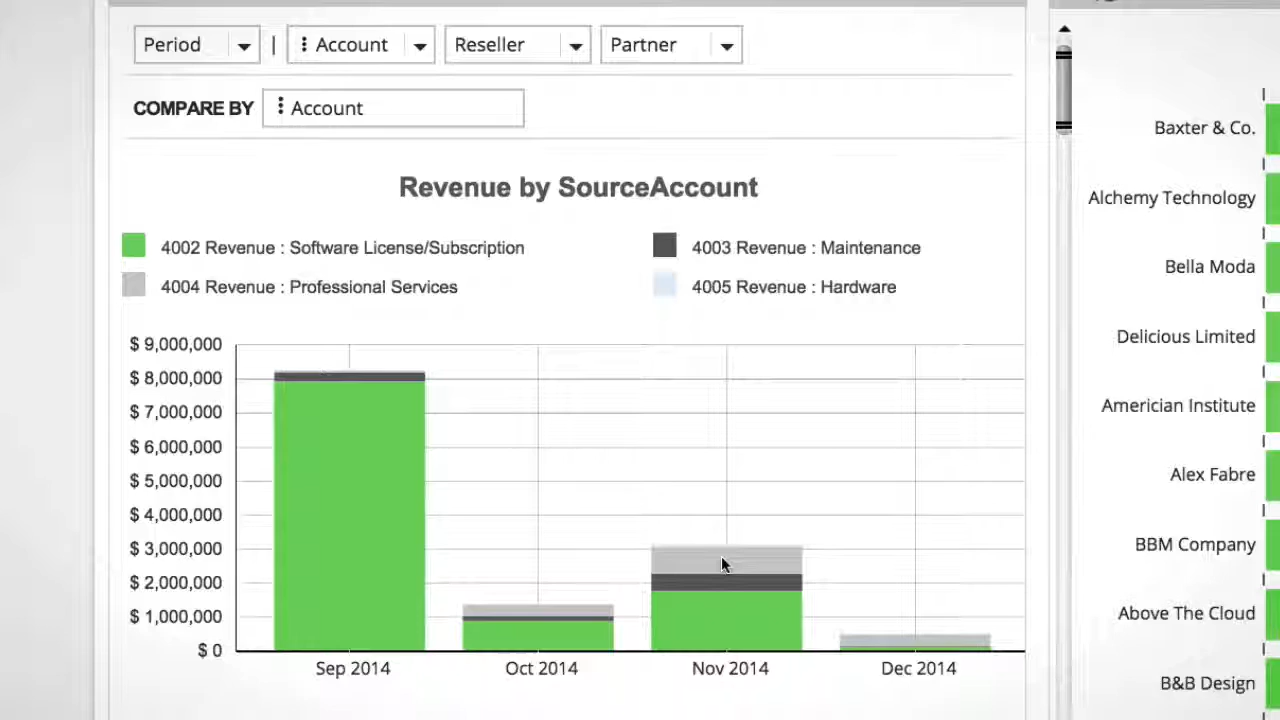 Period | Account Reseller Partner
COMPARE BY Account
Revenue by SourceAccount
4002 Revenue : Software License/Subscription
4003 Revenue : Maintenance
4004 Revenue : Professional Services
4005 Revenue : Hardware
$ 9,000,000
$ 8,000,000
$ 7,000,000
$ 6,000,000
$ 5,000,000
$ 4,000,000
$ 3,000,000
$ 2,000,000
$ 1,000,000
$ 0
Sep 2014 Oct 2014 Nov 2014 Dec 2014
Baxter & Co.
Alchemy Technology
Bella Moda
Delicious Limited
Americian Institute
Alex Fabre
BBM Company
Above The Cloud
B&B Design